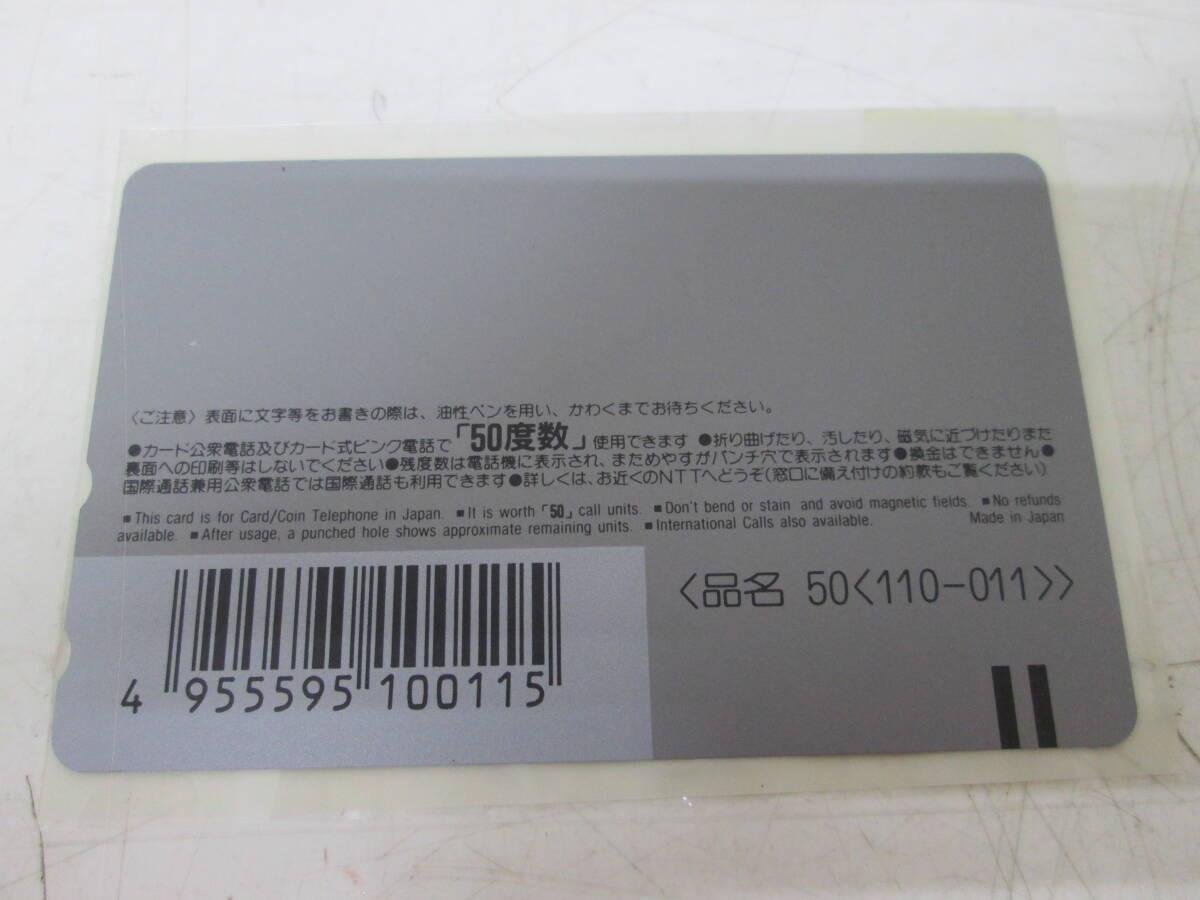 〈ご注意〉表面に文字等をお書きの際は、油性ペンを用い、かわくまでお待ちください。
●カード公衆電話及びカード式ピンク電話で「50度数」使用できます ●折り曲げたり、汚したり、磁気に近づけたりまた
裏面への印刷等はしないでください●残度数は電話機に表示され、まためやすがパンチ穴で表示されます●換金はできません●
国際通話兼用公衆電話では国際通話も利用できます●詳しくは、お近くのNTTへどうぞ(窓口に備え付けの約款もご覧ください)
■ This card is for Card/Coin Telephone in Japan. ■ It is worth「50」call units. ■ Don't bend or stain and avoid magnetic fields. ■ No refunds
available. ■ After usage, a punched hole shows approximate remaining units. ■ International Calls also available. Made in Japan
〈品名 50〈110-011〉〉
4 955595 100115